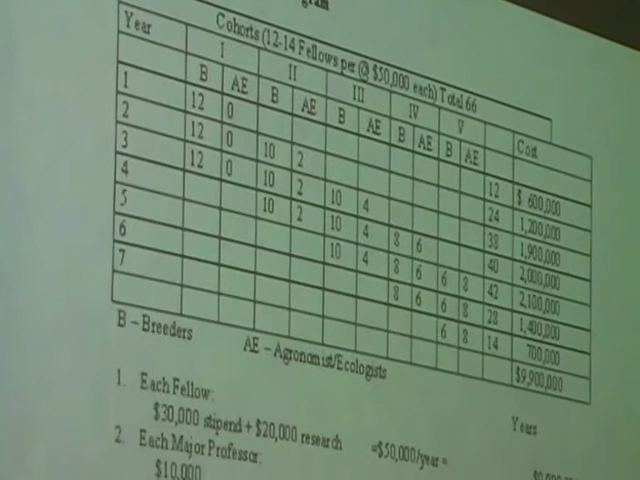 Cohorts (12-14 Fellows per @ $50,000 each) Total 66
Year I II III IV V Cost
B AE B AE B AE B AE B AE
1 12 0 12 $ 600,000
2 12 0 10 2 24 1,200,000
3 12 0 10 2 10 4 38 1,900,000
4 10 2 10 4 8 6 40 2,000,000
5 10 4 8 6 6 8 42 2,100,000
6 8 6 6 8 28 1,400,000
7 6 8 14 700,000
$9,900,000
B – Breeders AE – Agronomist/Ecologists
Years
1. Each Fellow:
$30,000 stipend + $20,000 research =$50,000/year =
2. Each Major Professor:
$10,000